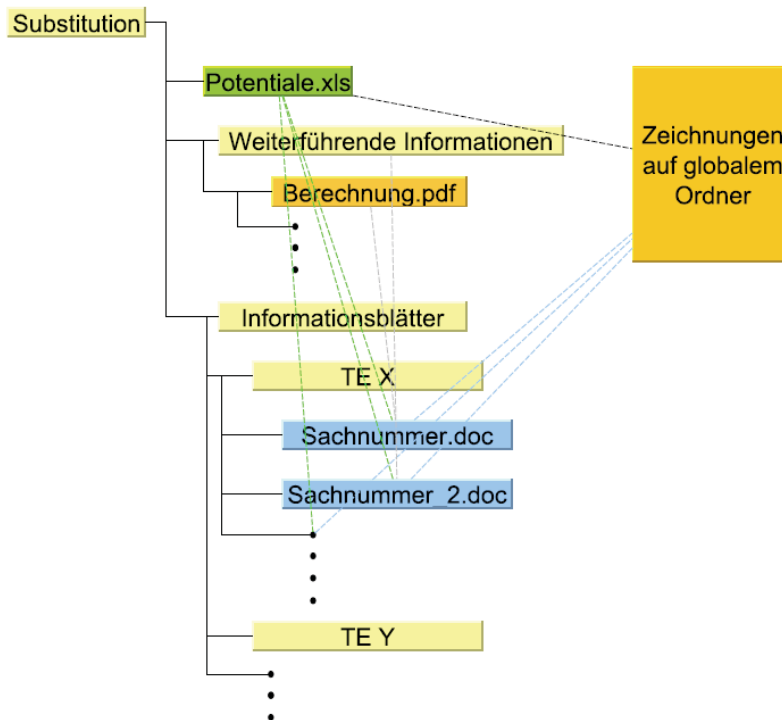 Substitution
Potentiale.xls
Weiterführende Informationen
Berechnung.pdf
Informationsblätter
TE X
Sachnummer.doc
Sachnummer_2.doc
TE Y
Zeichnungen
auf globalem
Ordner